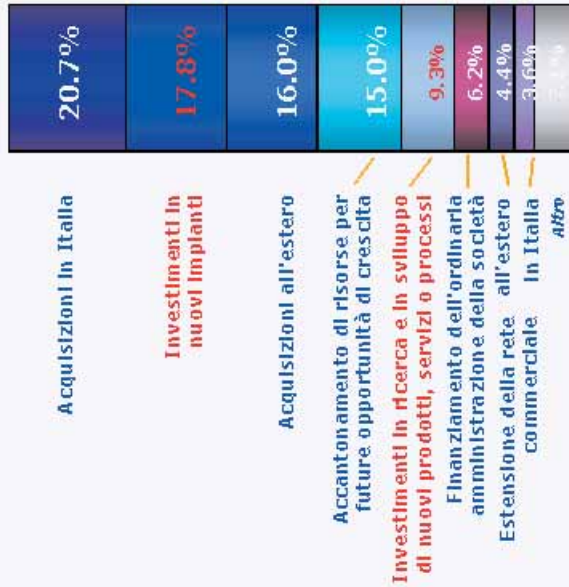 Acquisizioni in Italia
20.7%
Investimenti in
nuovi impianti
17.8%
Acquisizioni all'estero
16.0%
Accantonamento di risorse per
future opportunità di crescita
15.0%
Investimenti in ricerca e in sviluppo
di nuovi prodotti, servizi o processi
9.3%
Finanziamento dell'ordinaria
amministrazione della società
6.2%
Estensione della rete all'estero
4.4%
commerciale in Italia
3.6%
Altro